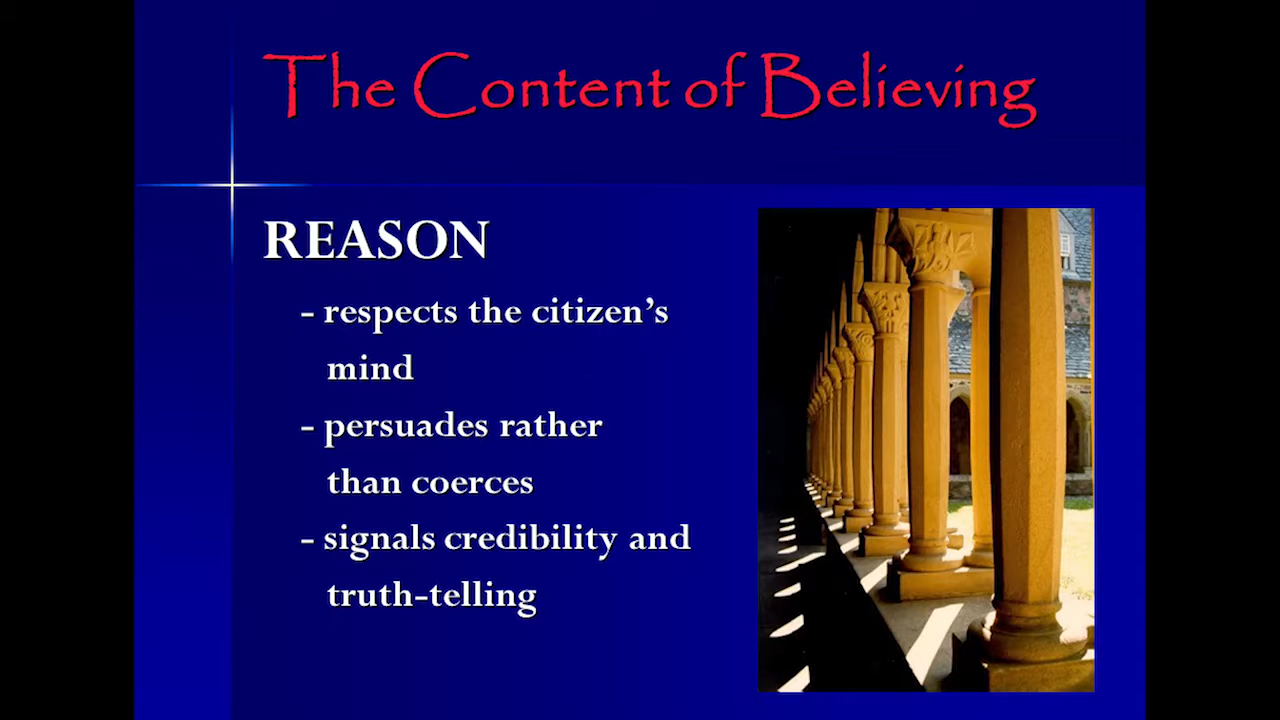 The Content of Believing
REASON
- respects the citizen’s
mind
- persuades rather
than coerces
- signals credibility and
truth-telling